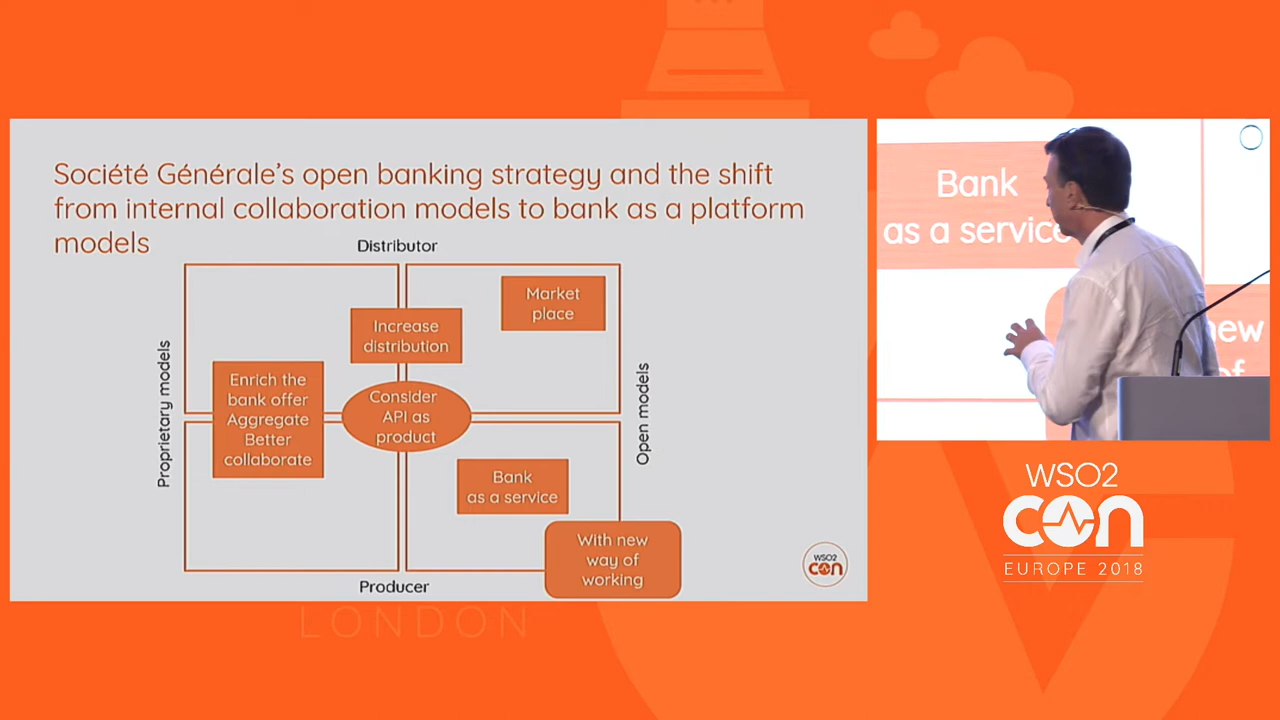 Société Générale's open banking strategy and the shift
from internal collaboration models to bank as a platform
models
Distributor
Market
place
Increase
distribution
Proprietary models
Enrich the
bank offer
Aggregate
Better
collaborate
Consider
API as
product
Open models
Bank
as a service
With new
way of
working
Producer
WSO2
con
Bank
as a service
new
of
WSO2
con
EUROPE 2018
LONDON